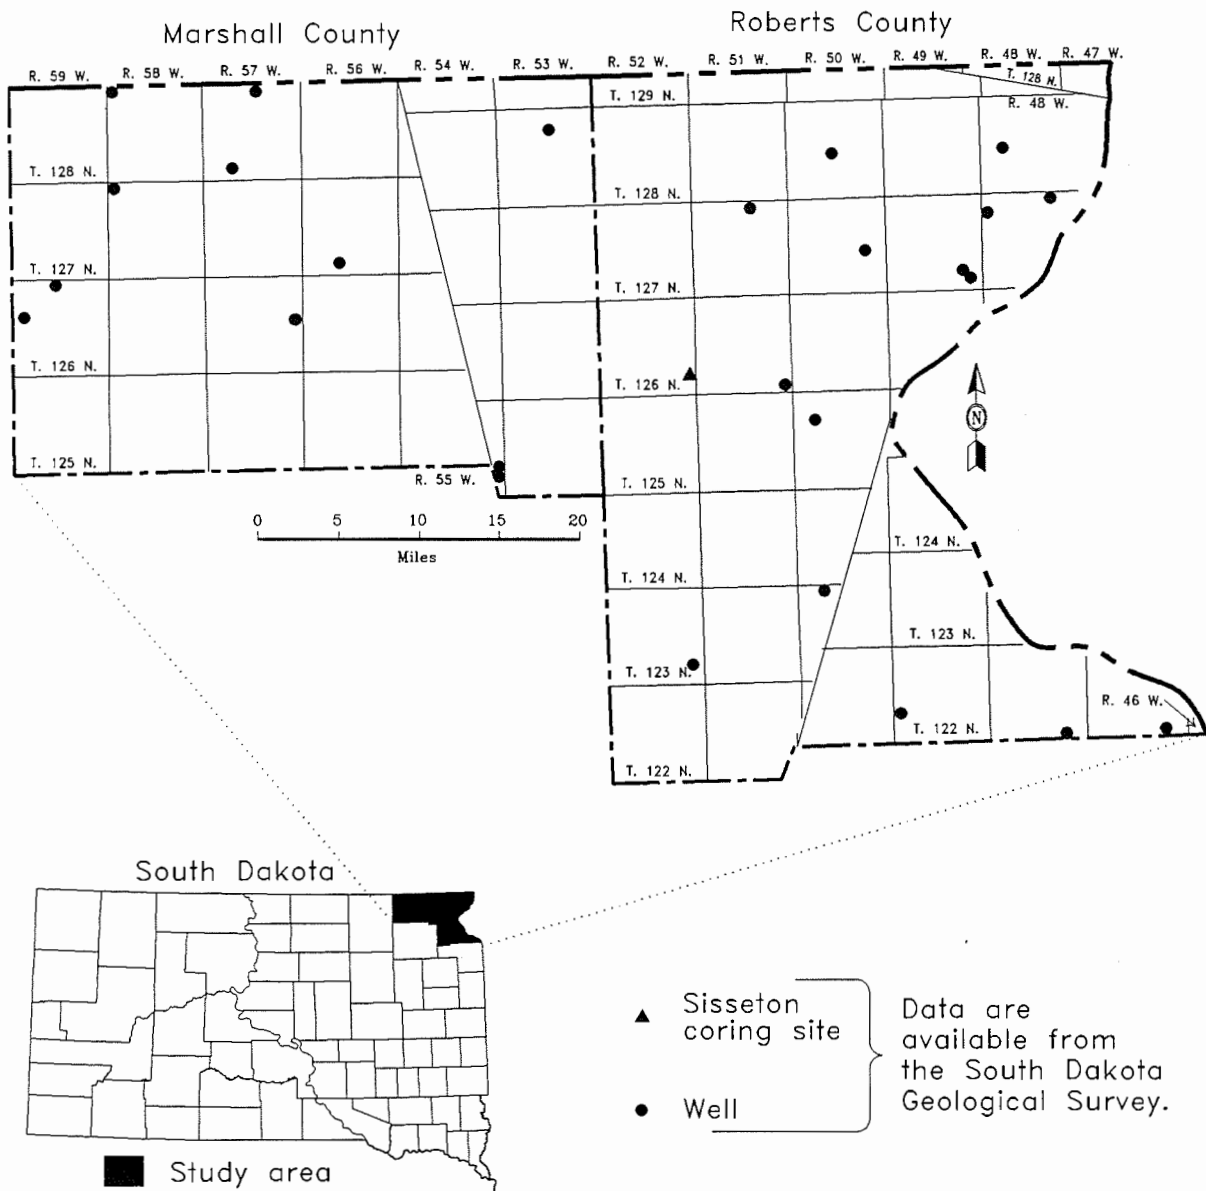 Roberts County
Marshall County
R. 59 W. R. 58 W. R. 57 W. R. 56 W. R. 54 W. R. 53 W. R. 52 W. R. 51 W. R. 50 W. R. 49 W. R. 48 W. R. 47 W.
T. 128 N.
T. 129 N.
R. 48 W.
T. 128 N.
T. 128 N.
T. 127 N.
T. 127 N.
T. 126 N.
T. 126 N.
N
T. 125 N.
R. 55 W.
T. 125 N.
0 5 10 15 20
Miles
T. 124 N.
T. 124 N.
T. 123 N.
T. 123 N.
R. 46 W.
T. 122 N.
T. 122 N.
South Dakota
Study area
Sisseton
coring site
Well
Data are
available from
the South Dakota
Geological Survey.